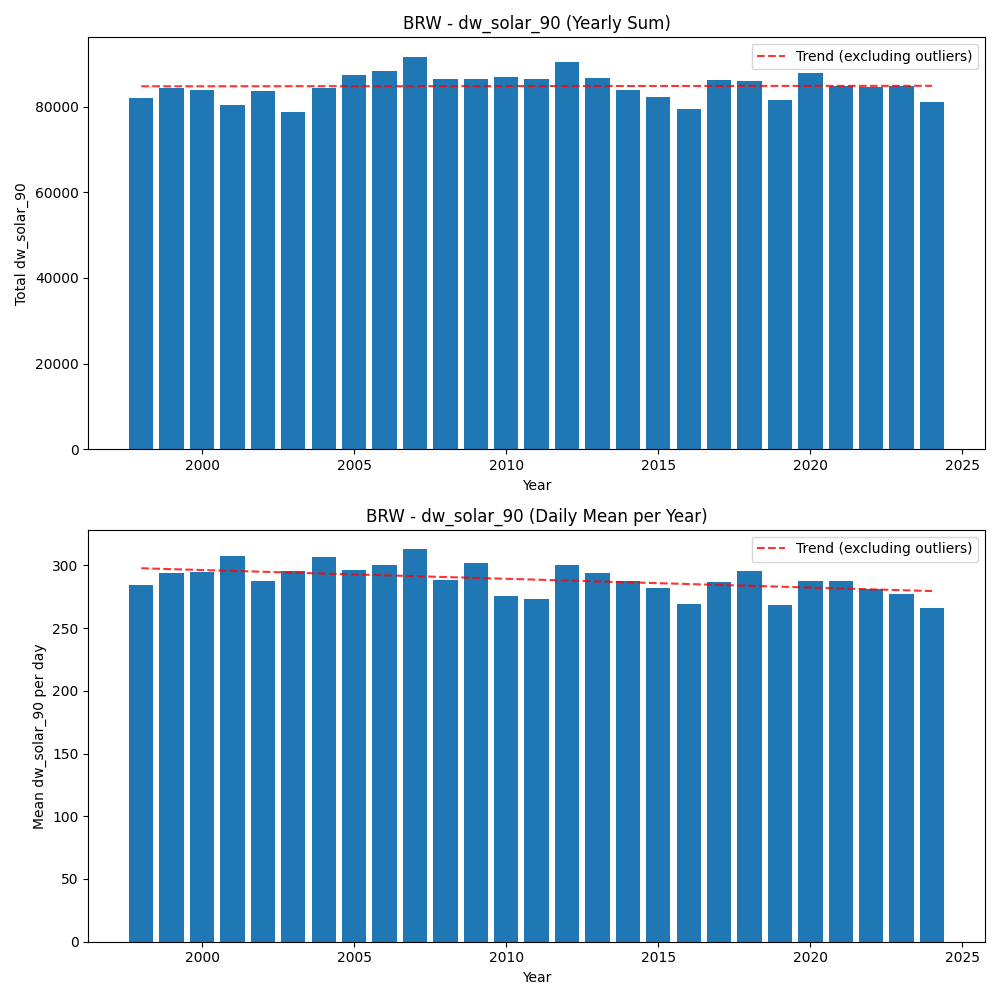 BRW - dw_solar_90 (Yearly Sum)
Trend (excluding outliers)
80000
60000
40000
20000
0
Total dw_solar_90
2000 2005 2010 2015 2020 2025
Year
BRW - dw_solar_90 (Daily Mean per Year)
Trend (excluding outliers)
300
250
200
150
100
50
0
Mean dw_solar_90 per day
2000 2005 2010 2015 2020 2025
Year